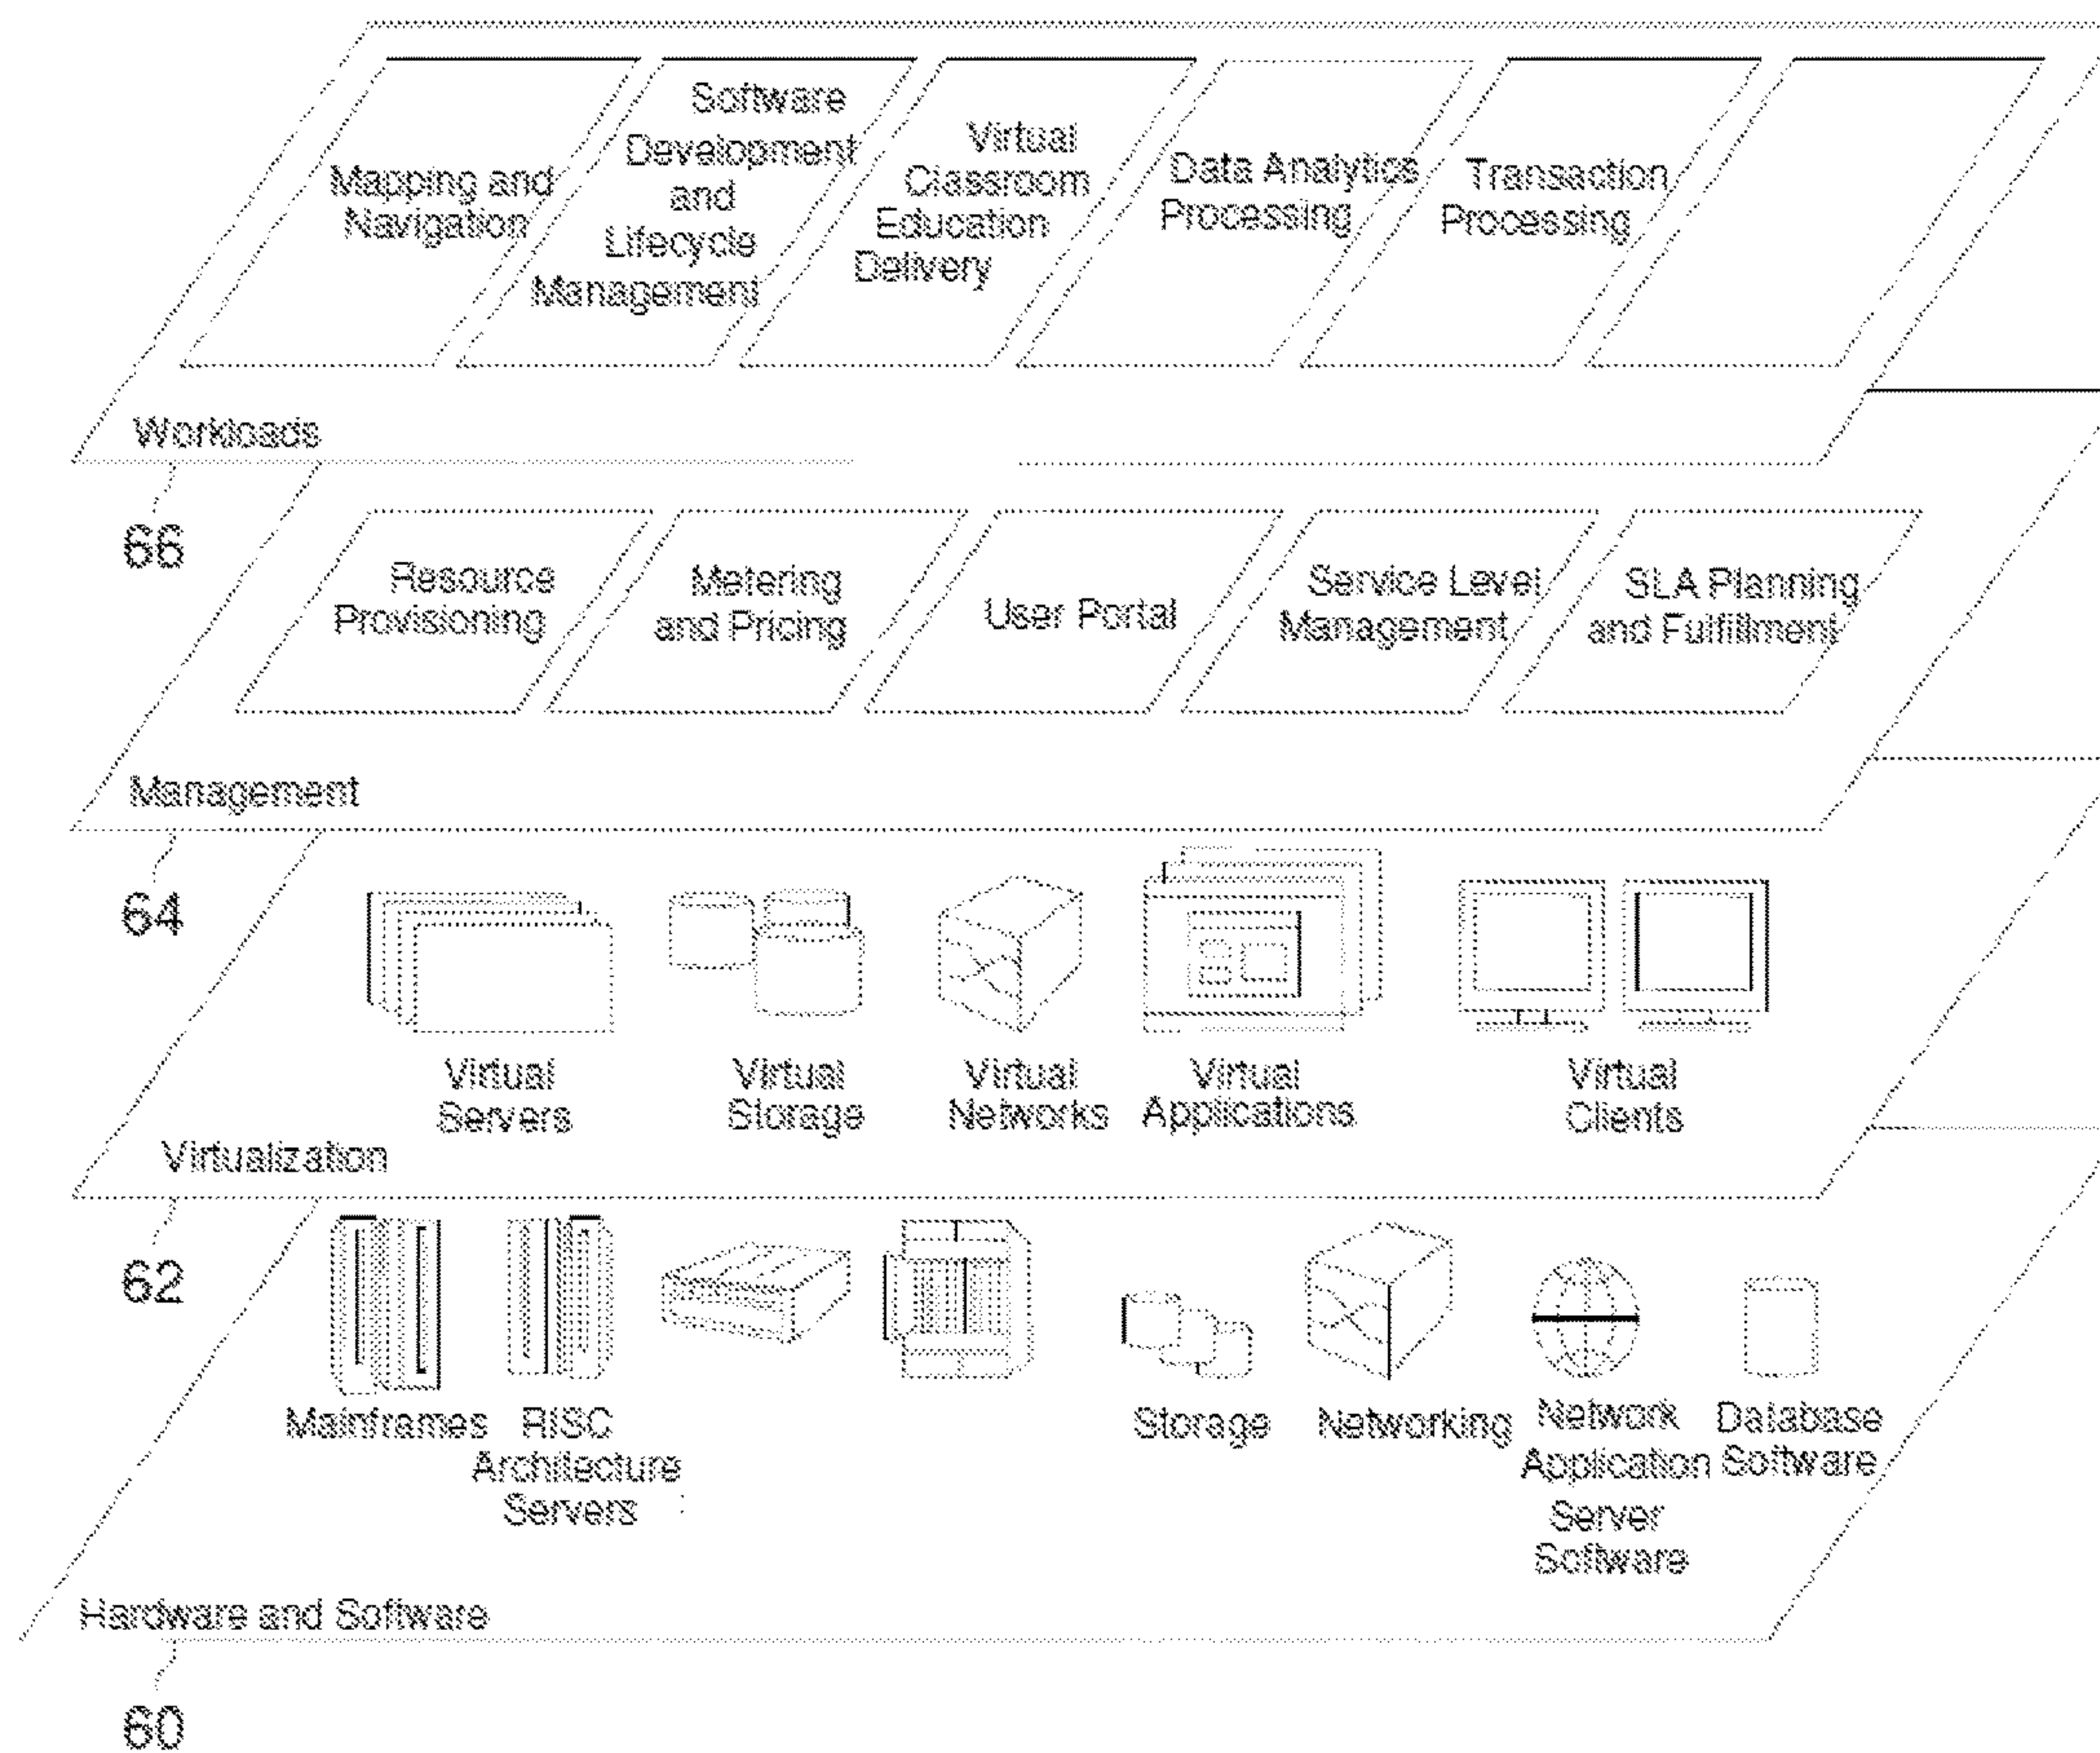 Mapping and
Navigation
Software
Development
and
Lifecycle
Management
Virtual
Classroom
Education
Delivery
Data Analytics
Processing
Transaction
Processing
Workloads
66
Resource
Provisioning
Metering
and Pricing
User Portal
Service Level
Management
SLA Planning
and Fulfillment
Management
64
Virtual
Servers
Virtual
Storage
Virtual
Networks
Virtual
Applications
Virtual
Clients
Virtualization
62
Mainframes
RISC
Architecture
Servers
Storage
Networking
Network
Application
Server
Software
Database
Software
Hardware and Software
60